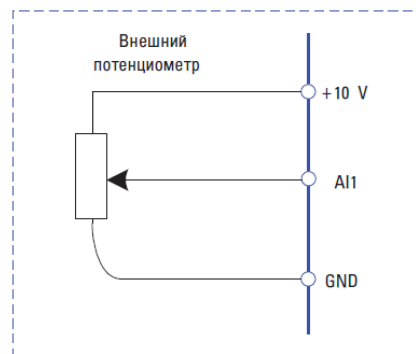 Внешний
потенциометр
+10 V
AI1
GND